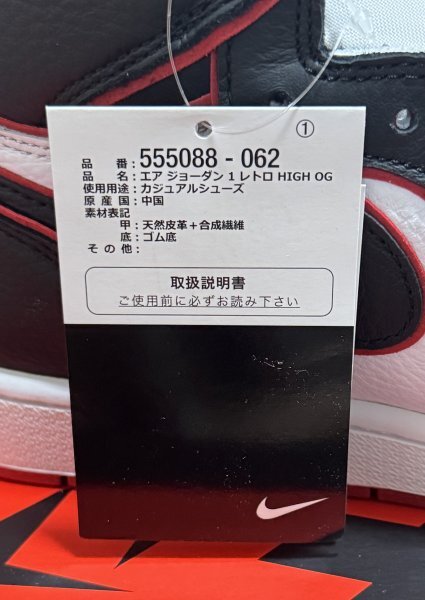 ①
品　番：555088 - 062
品　名：エア ジョーダン 1 レトロ HIGH OG
使用用途：カジュアルシューズ
原 産 国：中国
素材表記
甲：天然皮革＋合成繊維
底：ゴム底
そ の 他：
取扱説明書
ご使用前に必ずお読み下さい